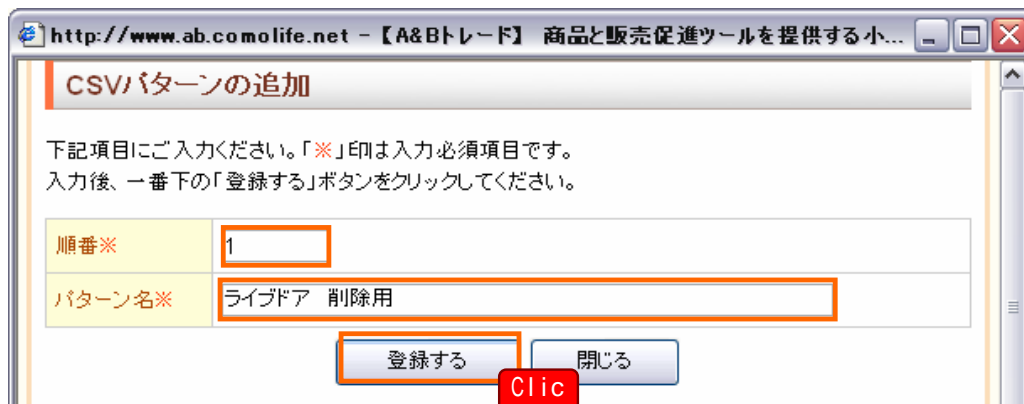 http://www.ab.comolife.net - 【A&Bトレード】 商品と販売促進ツールを提供する小...
CSVパターンの追加
下記項目にご入力ください。「※」印は入力必須項目です。
入力後、一番下の「登録する」ボタンをクリックしてください。
順番※ 1
パターン名※ ライブドア 削除用
登録する 閉じる
Clic